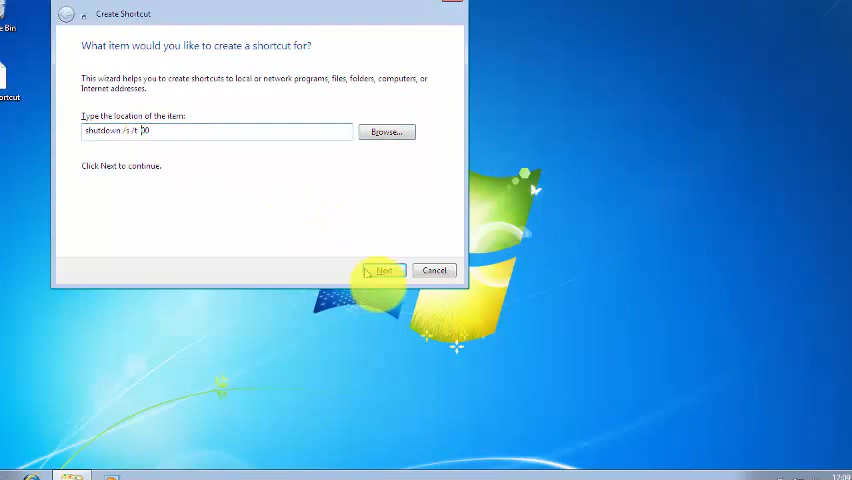 Create Shortcut
e Bin
What item would you like to create a shortcut for?
This wizard helps you to create shortcuts to local or network programs, files, folders, computers, or
Internet addresses.
ortcut
Type the location of the item:
shutdown /s /t 00
Browse...
Click Next to continue.
Next
Cancel
12:09